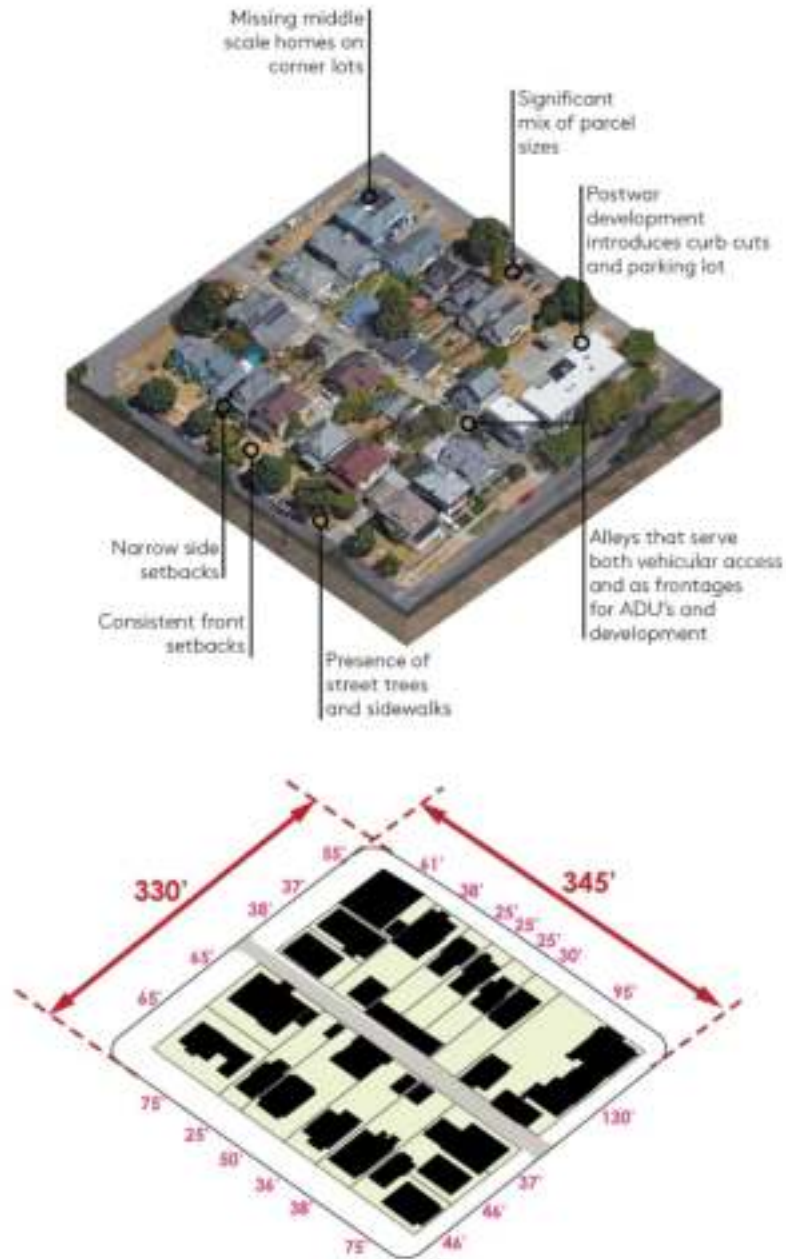 Missing middle
scale homes on
corner lots
Significant
mix of parcel
sizes
Postwar
development
introduces curb cuts
and parking lot
Narrow side
setbacks
Consistent front
setbacks
Presence of
street trees
and sidewalks
Alleys that serve
both vehicular access
and as frontages
for ADU's and
development
330'
345'
55'
37'
38'
65'
65'
61'
38'
25'
25'
25'
30'
95'
75'
25'
50'
36'
38'
75'
130'
37'
46'
46'